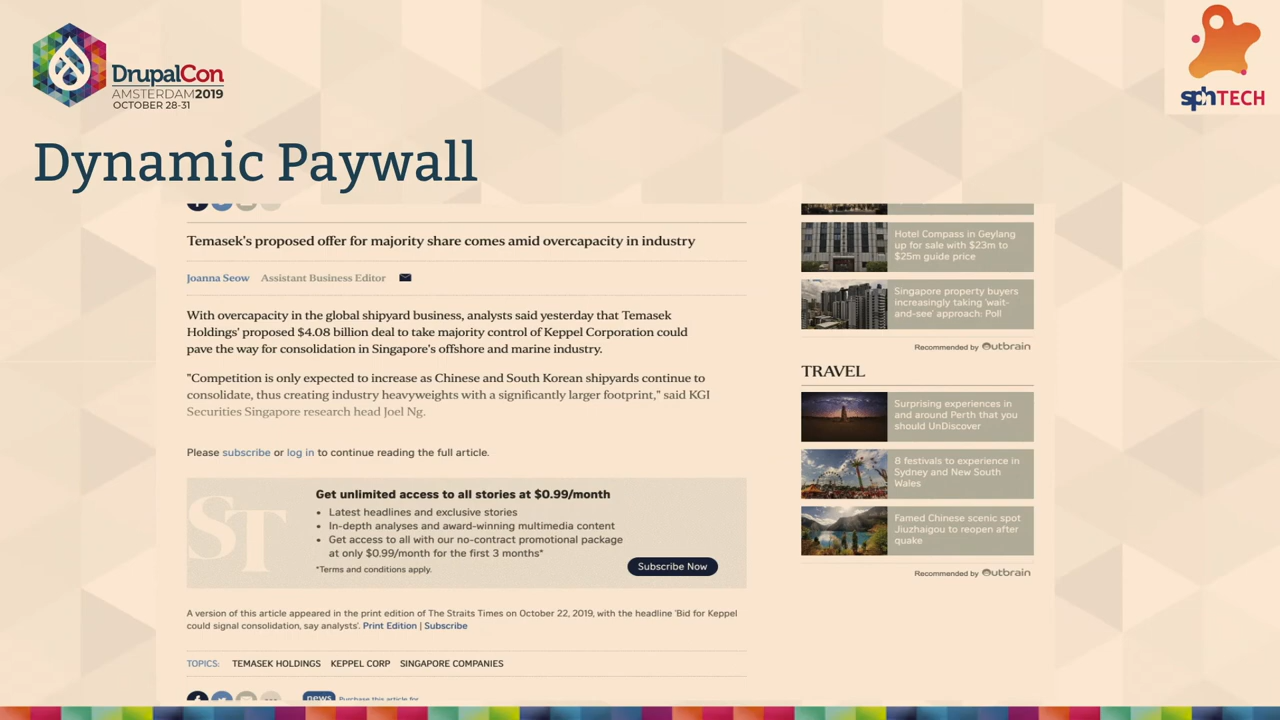 DrupalCon
AMSTERDAM2019
OCTOBER 28-31
sphTECH
Dynamic Paywall
Temasek's proposed offer for majority share comes amid overcapacity in industry
Joanna Seow Assistant Business Editor
With overcapacity in the global shipyard business, analysts said yesterday that Temasek
Holdings' proposed $4.08 billion deal to take majority control of Keppel Corporation could
pave the way for consolidation in Singapore's offshore and marine industry.
"Competition is only expected to increase as Chinese and South Korean shipyards continue to
consolidate, thus creating industry heavyweights with a significantly larger footprint," said KGI
Securities Singapore research head Joel Ng.
Please subscribe or log in to continue reading the full article.
ST
Get unlimited access to all stories at $0.99/month
• Latest headlines and exclusive stories
• In-depth analyses and award-winning multimedia content
• Get access to all with our no-contract promotional package
at only $0.99/month for the first 3 months*
*Terms and conditions apply.
Subscribe Now
A version of this article appeared in the print edition of The Straits Times on October 22, 2019, with the headline 'Bid for Keppel
could signal consolidation, say analysts'. Print Edition | Subscribe
TOPICS: TEMASEK HOLDINGS KEPPEL CORP SINGAPORE COMPANIES
news Purchase this article for
Hotel Compass in Geylang
up for sale with $23m to
$25m guide price
Singapore property buyers
increasingly taking 'wait-
and-see' approach: Poll
Recommended by Outbrain
TRAVEL
Surprising experiences in
and around Perth that you
should UnDiscover
8 festivals to experience in
Sydney and New South
Wales
Famed Chinese scenic spot
Jiuzhaigou to reopen after
quake
Recommended by Outbrain